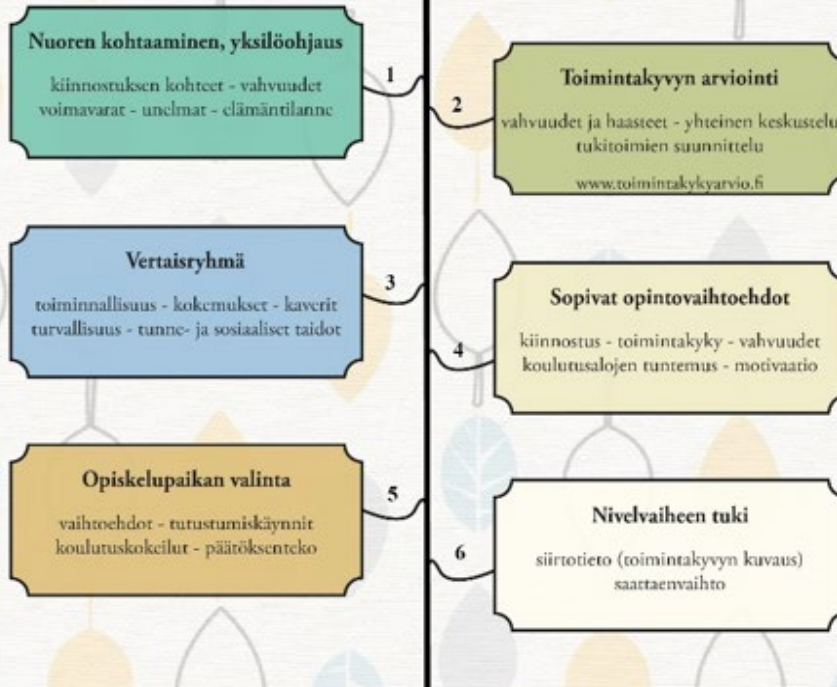 Nuoren kohtaaminen, yksilöohjaus
kiinnostuksen kohteet - vahvuudet
voimavarat - unelmat - elämäntilanne
1
2
Toimintakyvyn arviointi
vahvuudet ja haasteet - yhteinen keskustelu
tukitoimien suunnittelu
www.toimintakykyarvio.fi
Vertaisryhmä
toiminnallisuus - kokemukset - kaverit
turvallisuus - tunne- ja sosiaaliset taidot
3
4
Sopivat opintovaihtoehdot
kiinnostus - toimintakyky - vahvuudet
koulutusalojen tuntemus - motivaatio
Opiskelupaikan valinta
vaihtoehdot - tutustumiskäynnit
koulutuskokeilut - päätöksenteko
5
6
Nivelvaiheen tuki
siirtotieto (toimintakyvyn kuvaus)
saattaenvaihto